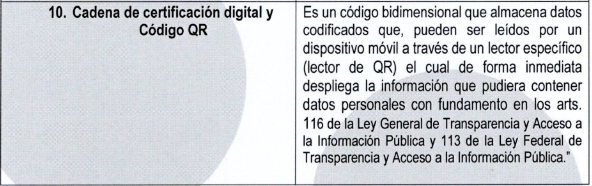 10. Cadena de certificación digital y
Código QR
Es un código bidimensional que almacena datos
codificados que, pueden ser leídos por un
dispositivo móvil a través de un lector específico
(lector de QR) el cual de forma inmediata
despliega la información que pudiera contener
datos personales con fundamento en los arts.
116 de la Ley General de Transparencia y Acceso a
la Información Pública y 113 de la Ley Federal de
Transparencia y Acceso a la Información Pública."